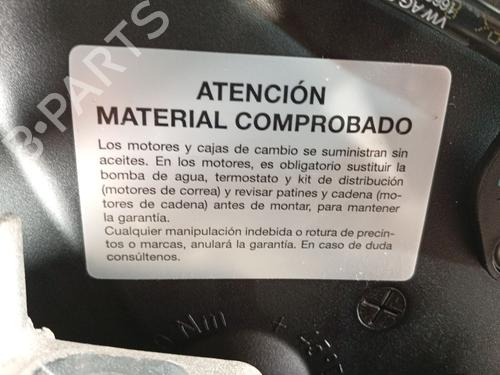 B-PARTS
VW AG
ATENCIÓN
MATERIAL COMPROBADO
Los motores y cajas de cambio se suministran sin
aceites. En los motores, es obligatorio sustituir la
bomba de agua, termostato y kit de distribución
(motores de correa) y revisar patines y cadena (mo-
tores de cadena) antes de montar, para mantener
la garantía.
Cualquier manipulación indebida o rotura de precin-
tos o marcas, anulará la garantía. En caso de duda
consúltenos.
Nm